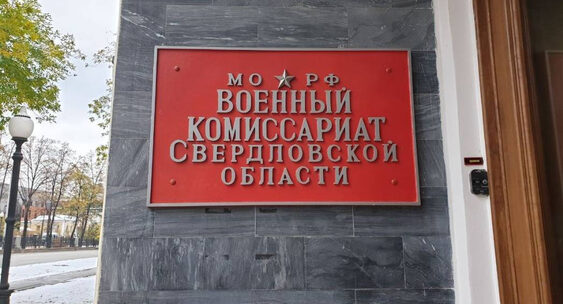 МО РФ
ВОЕННЫЙ
КОМИССАРИАТ
СВЕРДЛОВСКОЙ
ОБЛАСТИ